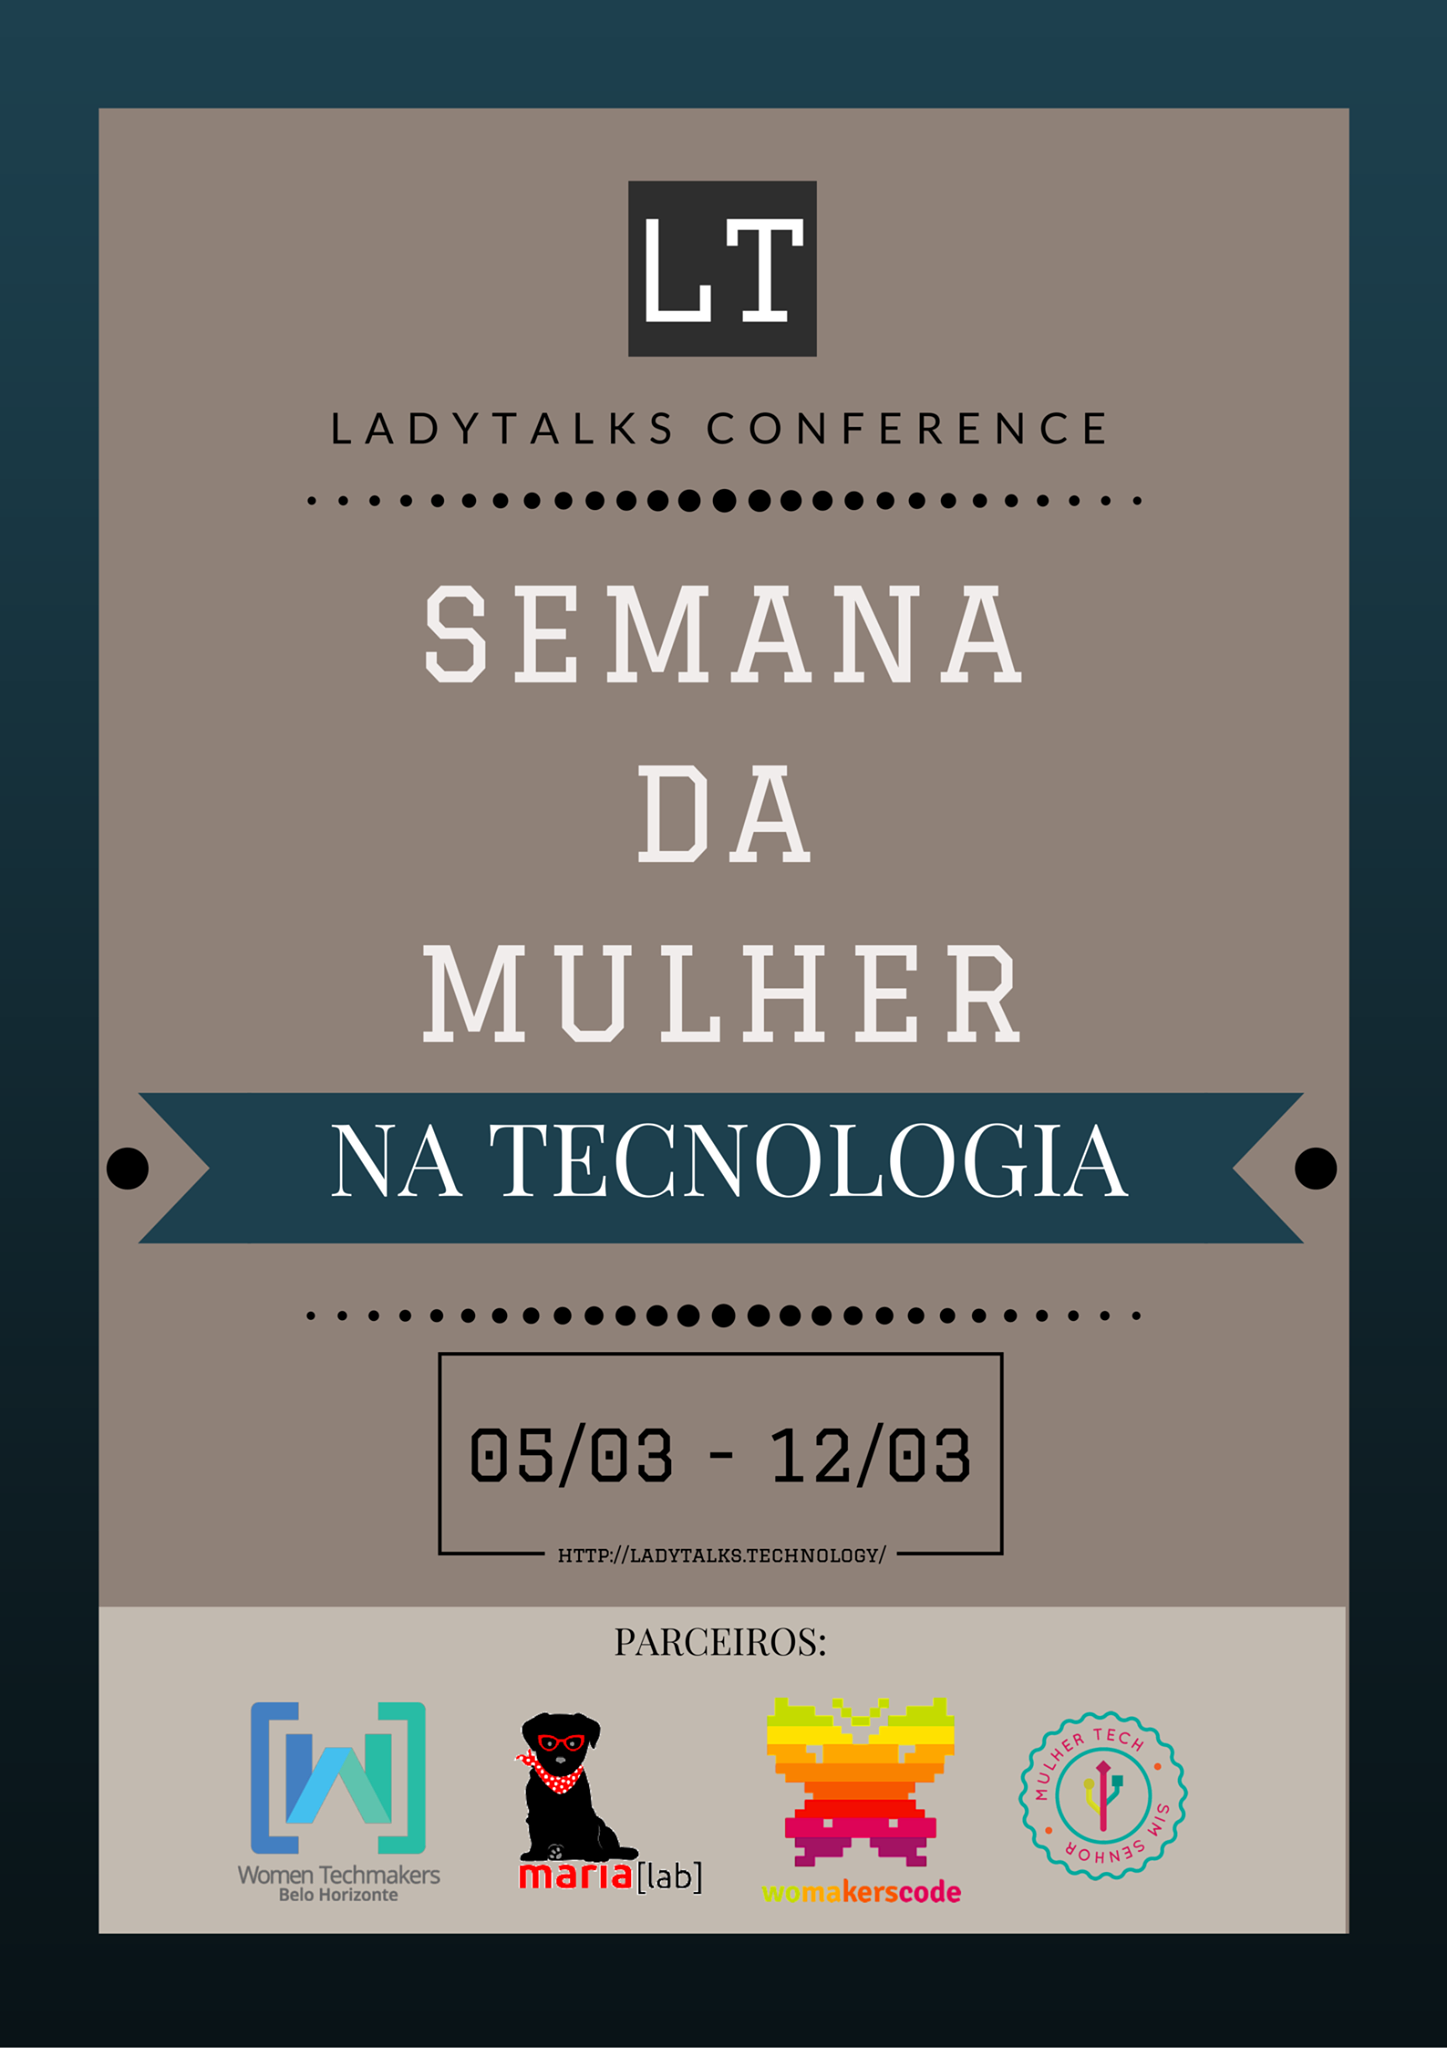 LT
LADYTALKS CONFERENCE
SEMANA
DA
MULHER
NA TECNOLOGIA
05/03 - 12/03
HTTP://LADYTALKS.TECHNOLOGY/
PARCEIROS:
Women Techmakers
Belo Horizonte
maria[lab]
womakerscode
MULHER TECH
SIM SENHOR